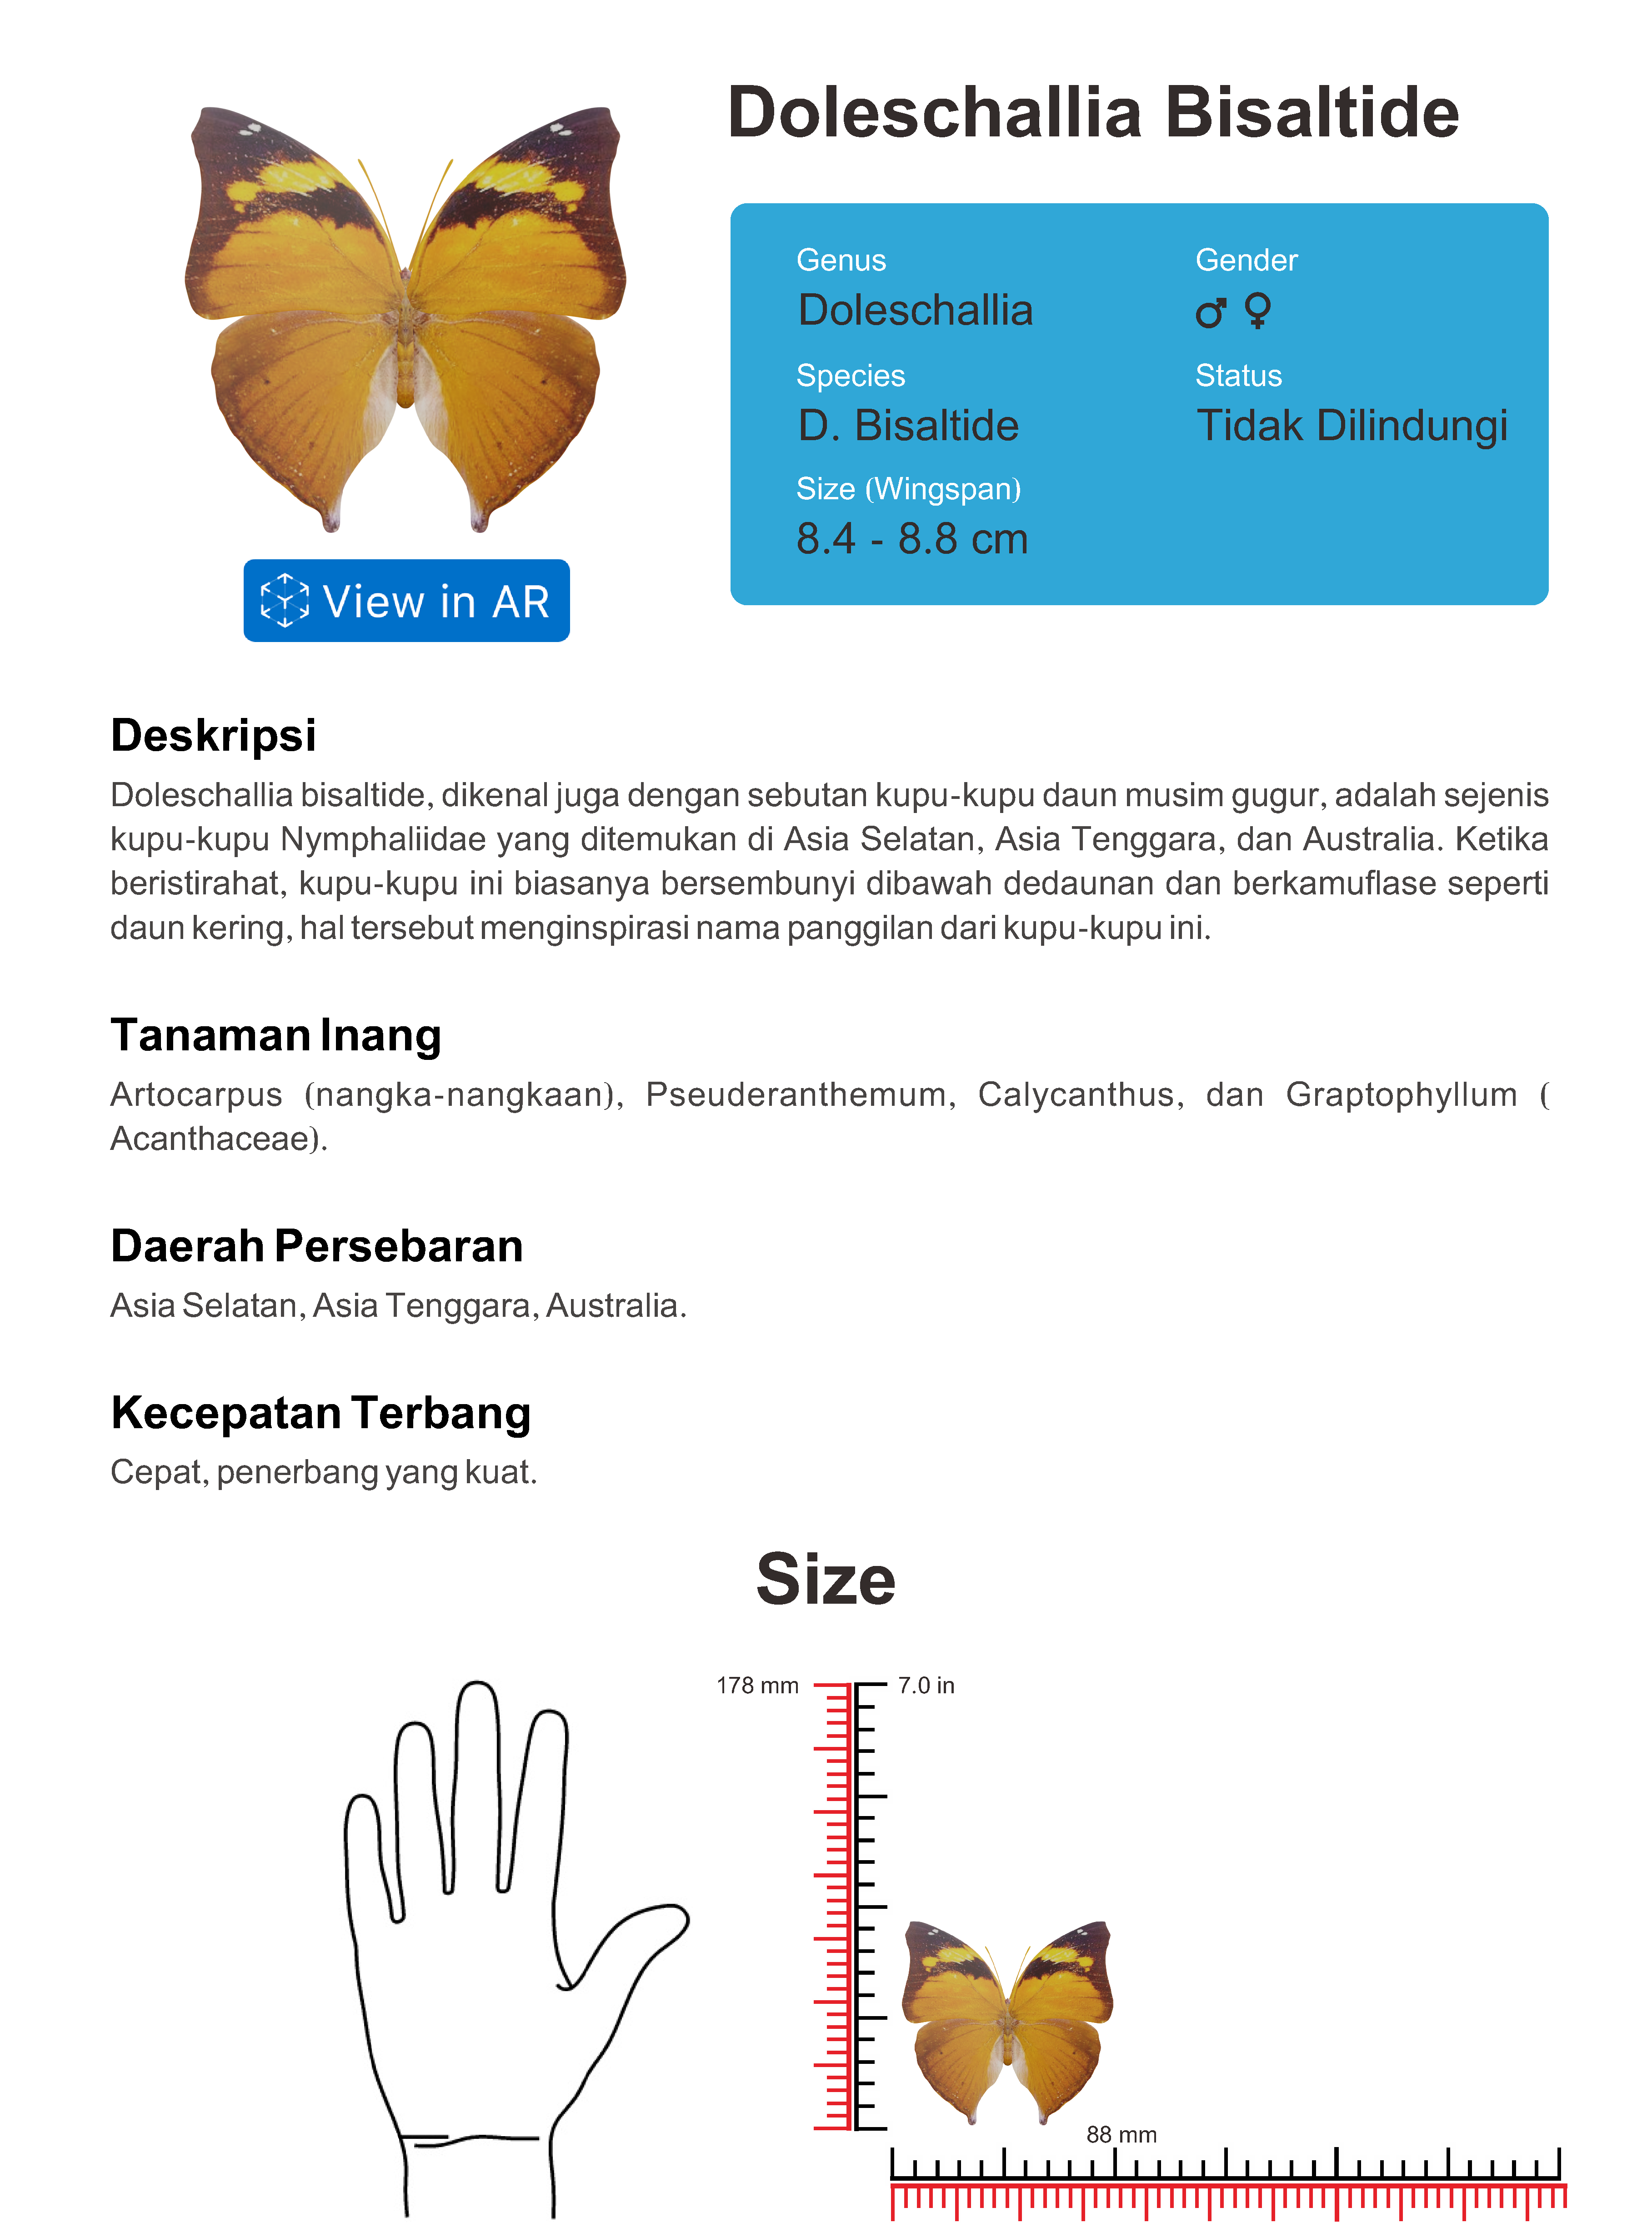 Doleschallia Bisaltide
Genus
Doleschallia
Gender
♂ ♀
Species
D. Bisaltide
Status
Tidak Dilindungi
Size (Wingspan)
8.4 - 8.8 cm
View in AR
Deskripsi
Doleschallia bisaltide, dikenal juga dengan sebutan kupu-kupu daun musim gugur, adalah sejenis
kupu-kupu Nymphaliidae yang ditemukan di Asia Selatan, Asia Tenggara, dan Australia. Ketika
beristirahat, kupu-kupu ini biasanya bersembunyi dibawah dedaunan dan berkamuflase seperti
daun kering, hal tersebut menginspirasi nama panggilan dari kupu-kupu ini.
Tanaman Inang
Artocarpus (nangka-nangkaan), Pseuderanthemum, Calycanthus, dan Graptophyllum (
Acanthaceae).
Daerah Persebaran
Asia Selatan, Asia Tenggara, Australia.
Kecepatan Terbang
Cepat, penerbang yang kuat.
Size
178 mm
7.0 in
88 mm